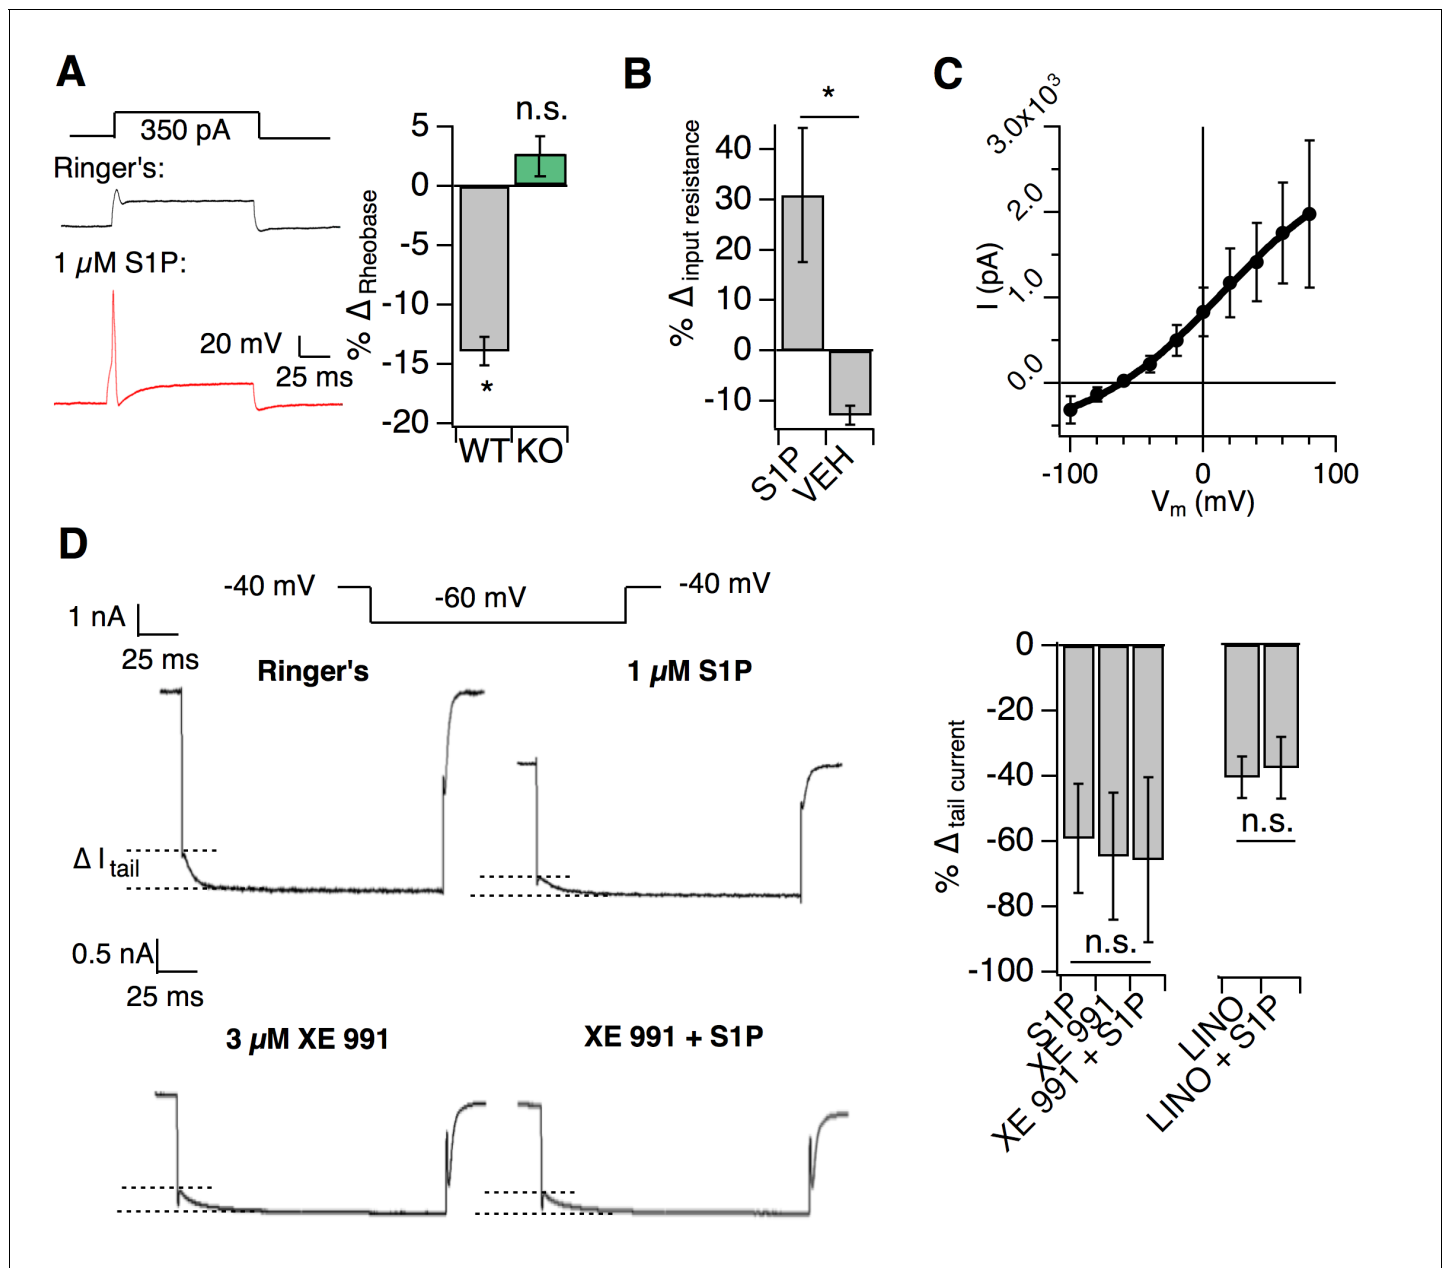 A
350 pA
Ringer's:
1 µM S1P:
20 mV
25 ms
% Δ Rheobase
5
0
-5
-10
-15
-20
n.s.
*
WT KO
B
*
% Δ input resistance
40
30
20
10
0
-10
S1P
VEH
C
I (pA)
3.0x10³
2.0
1.0
0.0
-100 0 100
Vm (mV)
D
-40 mV -60 mV -40 mV
1 nA
25 ms
Ringer's 1 µM S1P
Δ I tail
0.5 nA
25 ms
3 µM XE 991 XE 991 + S1P
% Δ tail current
0
-20
-40
-60
-80
-100
n.s.
n.s.
S1P
XE 991
XE 991 + S1P
LINO
LINO + S1P